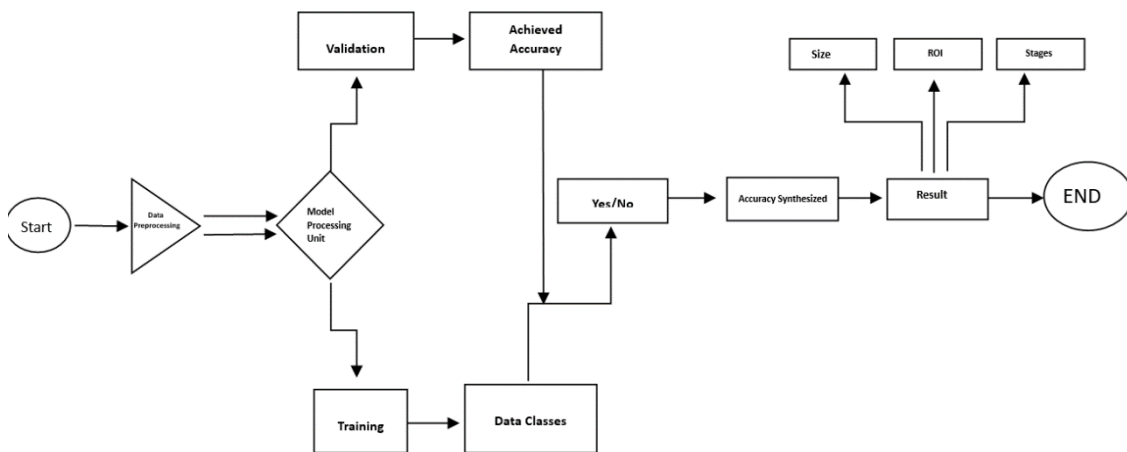 Validation
Achieved
Accuracy
Size
ROI
Stages
Start
Data
Preprocessing
Model
Processing
Unit
Yes/No
Accuracy Synthesized
Result
END
Training
Data Classes